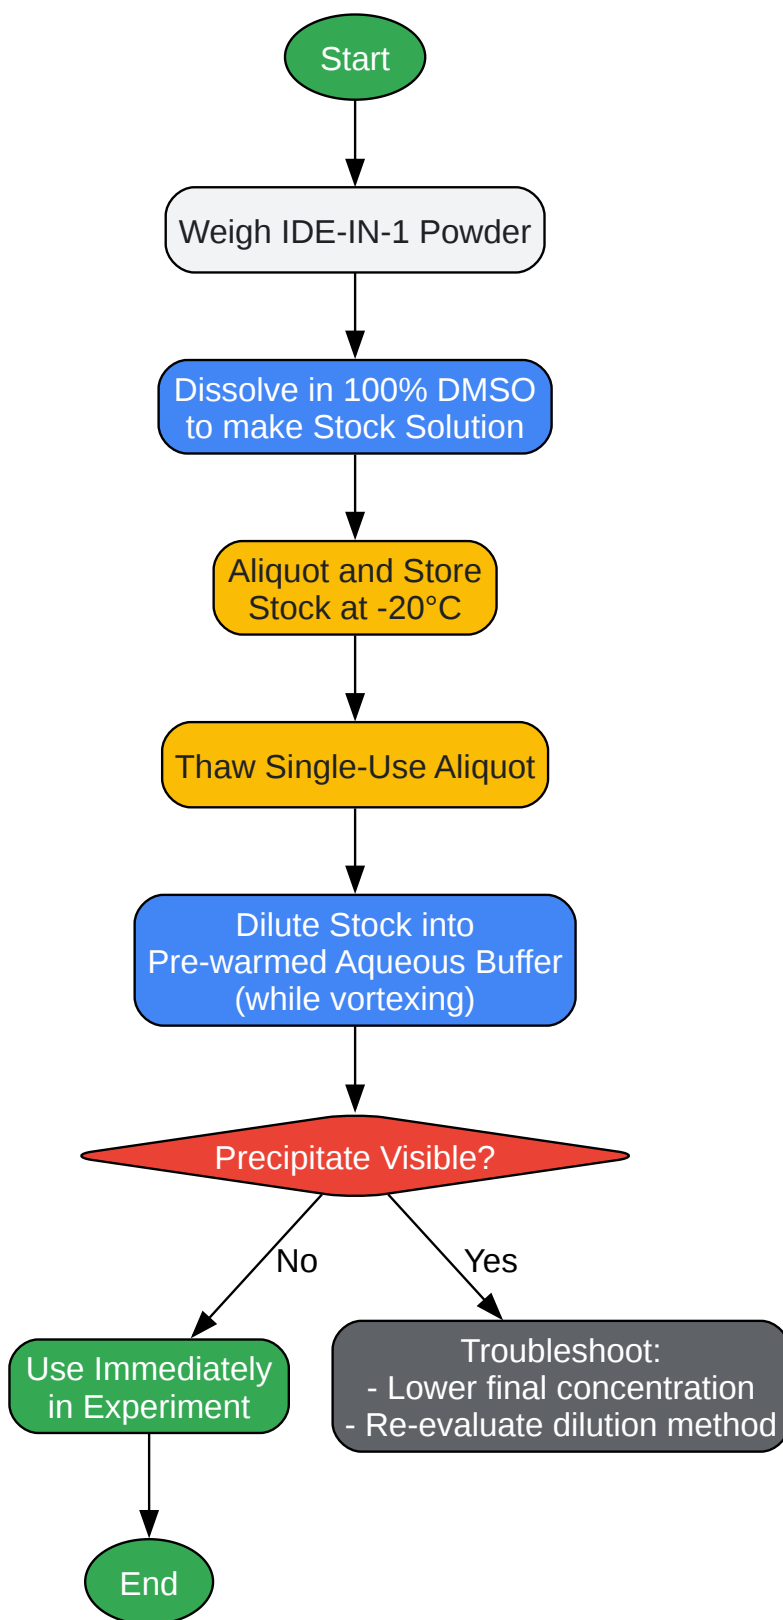 Start
Weigh IDE-IN-1 Powder
Dissolve in 100% DMSO
to make Stock Solution
Aliquot and Store
Stock at -20°C
Thaw Single-Use Aliquot
Dilute Stock into
Pre-warmed Aqueous Buffer
(while vortexing)
Precipitate Visible?
No
Yes
Use Immediately
in Experiment
Troubleshoot:
- Lower final concentration
- Re-evaluate dilution method
End